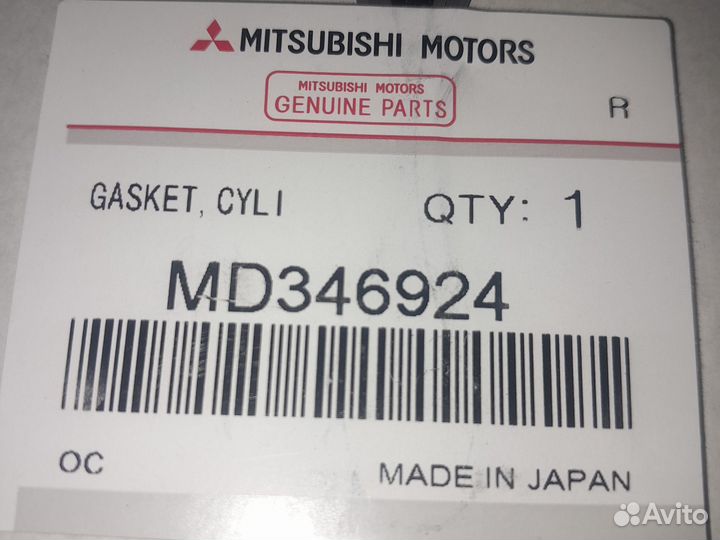 MITSUBISHI MOTORS
MITSUBISHI MOTORS
GENUINE PARTS
R
GASKET, CYLI QTY: 1
MD346924
OC MADE IN JAPAN
Avito